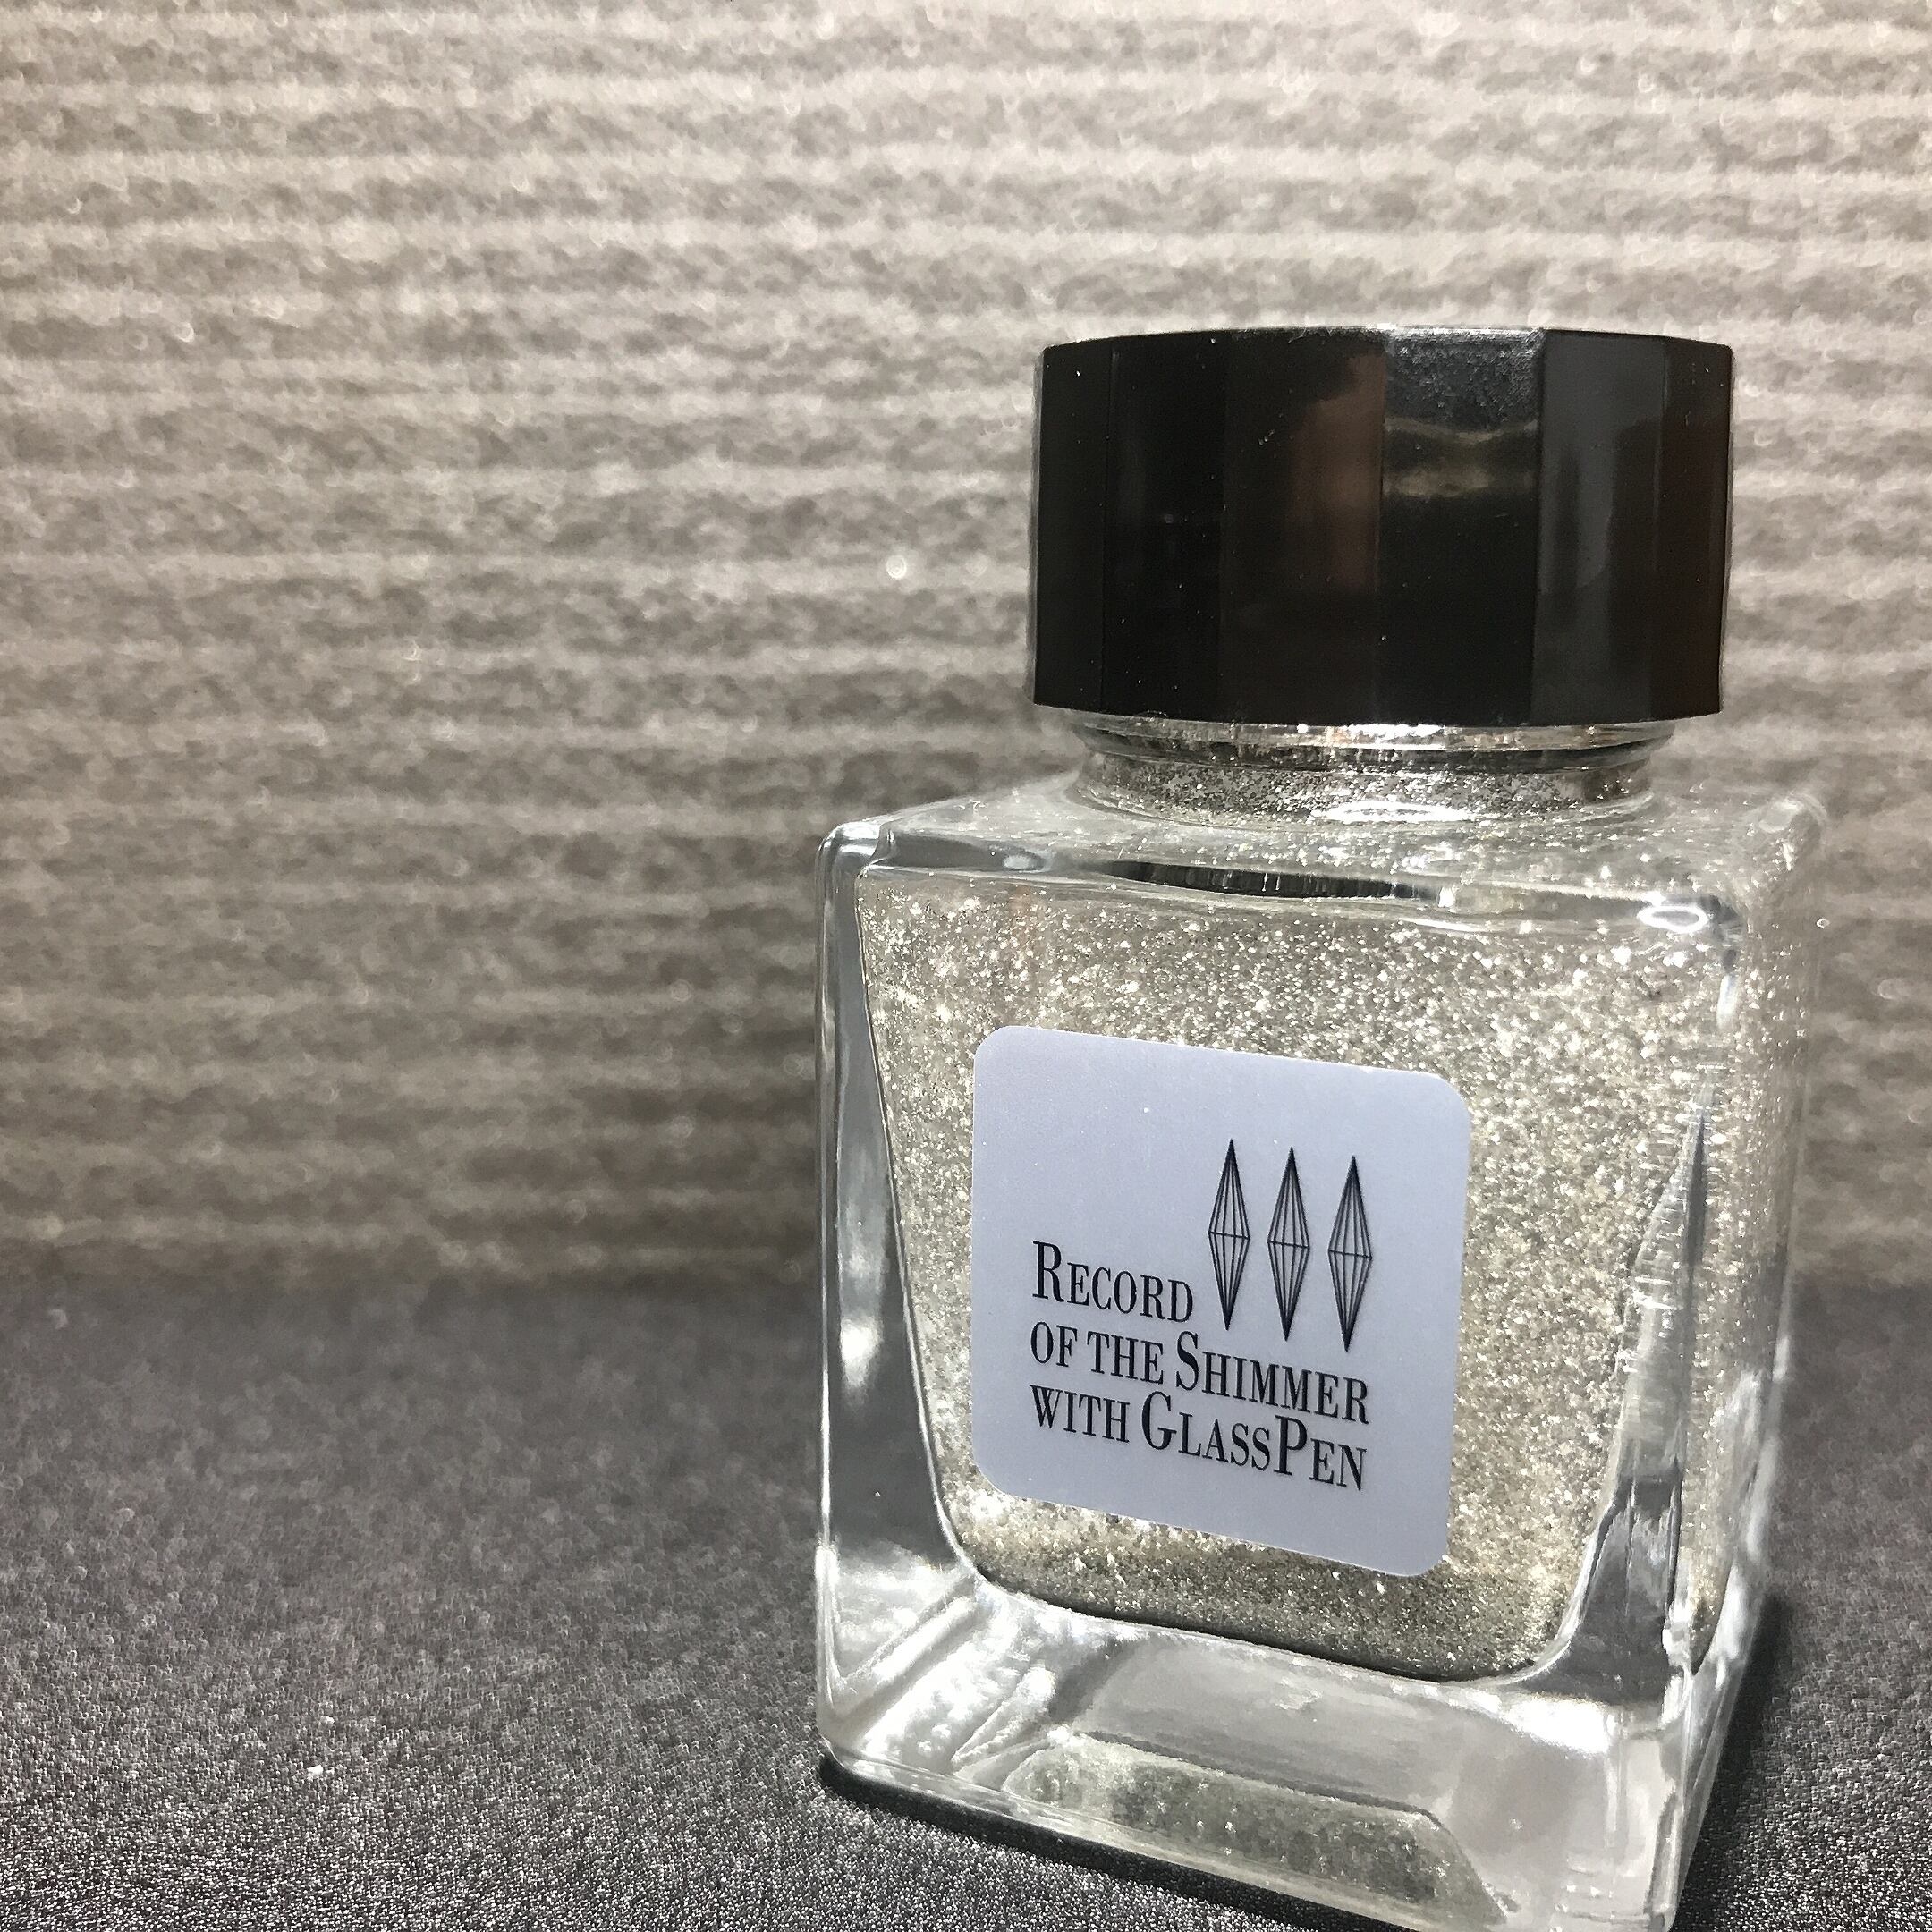 RECORD
OF THE SHIMMER
WITH GLASSPEN